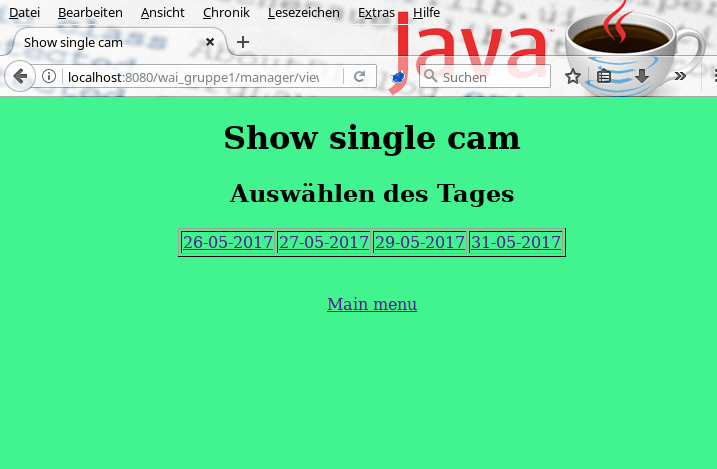 Datei Bearbeiten Ansicht Chronik Lesezeichen Extras Hilfe
Java
Show single cam
localhost:8080/wai_gruppe1/manager/viev
Suchen
Show single cam
Auswählen des Tages
26-05-2017 27-05-2017 29-05-2017 31-05-2017
Main menu